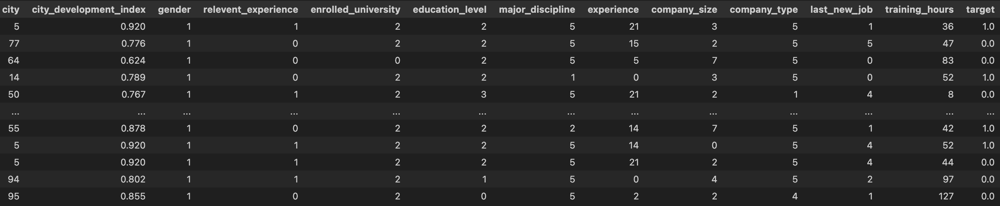 city city_development_index gender relevent_experience enrolled_university education_level major_discipline experience company_size company_type last_new_job training_hours target
5 0.920 1 1 2 2 5 21 3 5 1 36 1.0
77 0.776 1 0 2 2 5 15 2 5 5 47 0.0
64 0.624 1 0 0 2 5 5 7 5 0 83 0.0
14 0.789 1 0 2 2 1 0 3 5 0 52 1.0
50 0.767 1 1 2 3 5 21 2 1 4 8 0.0
... ... ... ... ... ... ... ... ... ... ... ... ...
55 0.878 1 0 2 2 2 14 7 5 1 42 1.0
5 0.920 1 1 2 2 5 14 0 5 4 52 1.0
5 0.920 1 1 2 2 5 21 2 5 4 44 0.0
94 0.802 1 1 2 1 5 0 4 5 2 97 0.0
95 0.855 1 0 2 0 5 2 2 4 1 127 0.0